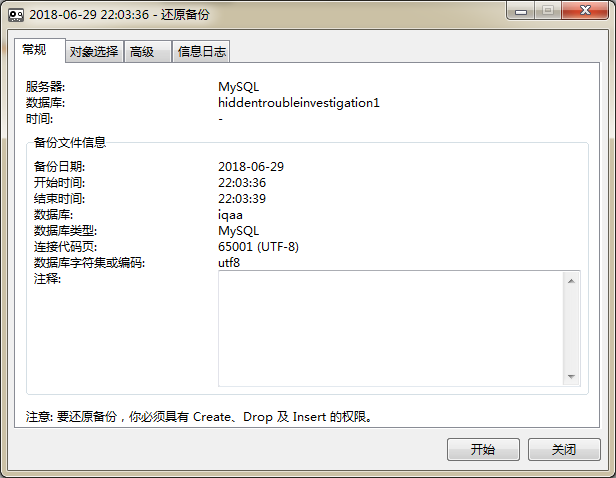 2018-06-29 22:03:36 - 还原备份
常规 对象选择 高级 信息日志
服务器: MySQL
数据库: hiddentroubleinvestigation1
时间: -
备份文件信息
备份日期: 2018-06-29
开始时间: 22:03:36
结束时间: 22:03:39
数据库: iqaa
数据库类型: MySQL
连接代码页: 65001 (UTF-8)
数据库字符集或编码: utf8
注释:
注意: 要还原备份，你必须具有 Create、Drop 及 Insert 的权限。
开始 关闭